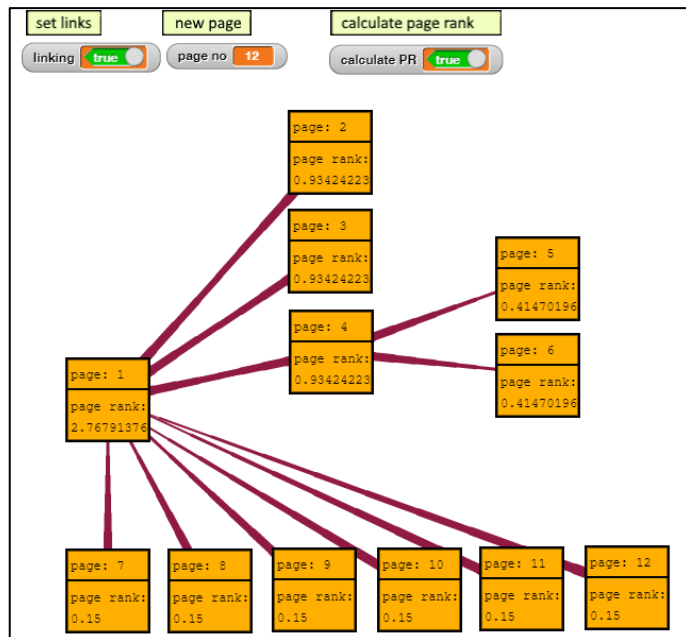 set links
new page
calculate page rank
linking true
page no 12
calculate PR true
page: 2
page rank:
0.93424223
page: 3
page rank:
0.93424223
page: 5
page rank:
0.41470196
page: 4
page rank:
0.93424223
page: 6
page rank:
0.41470196
page: 1
page rank:
2.76791376
page: 7
page rank:
0.15
page: 8
page rank:
0.15
page: 9
page rank:
0.15
page: 10
page rank:
0.15
page: 11
page rank:
0.15
page: 12
page rank:
0.15